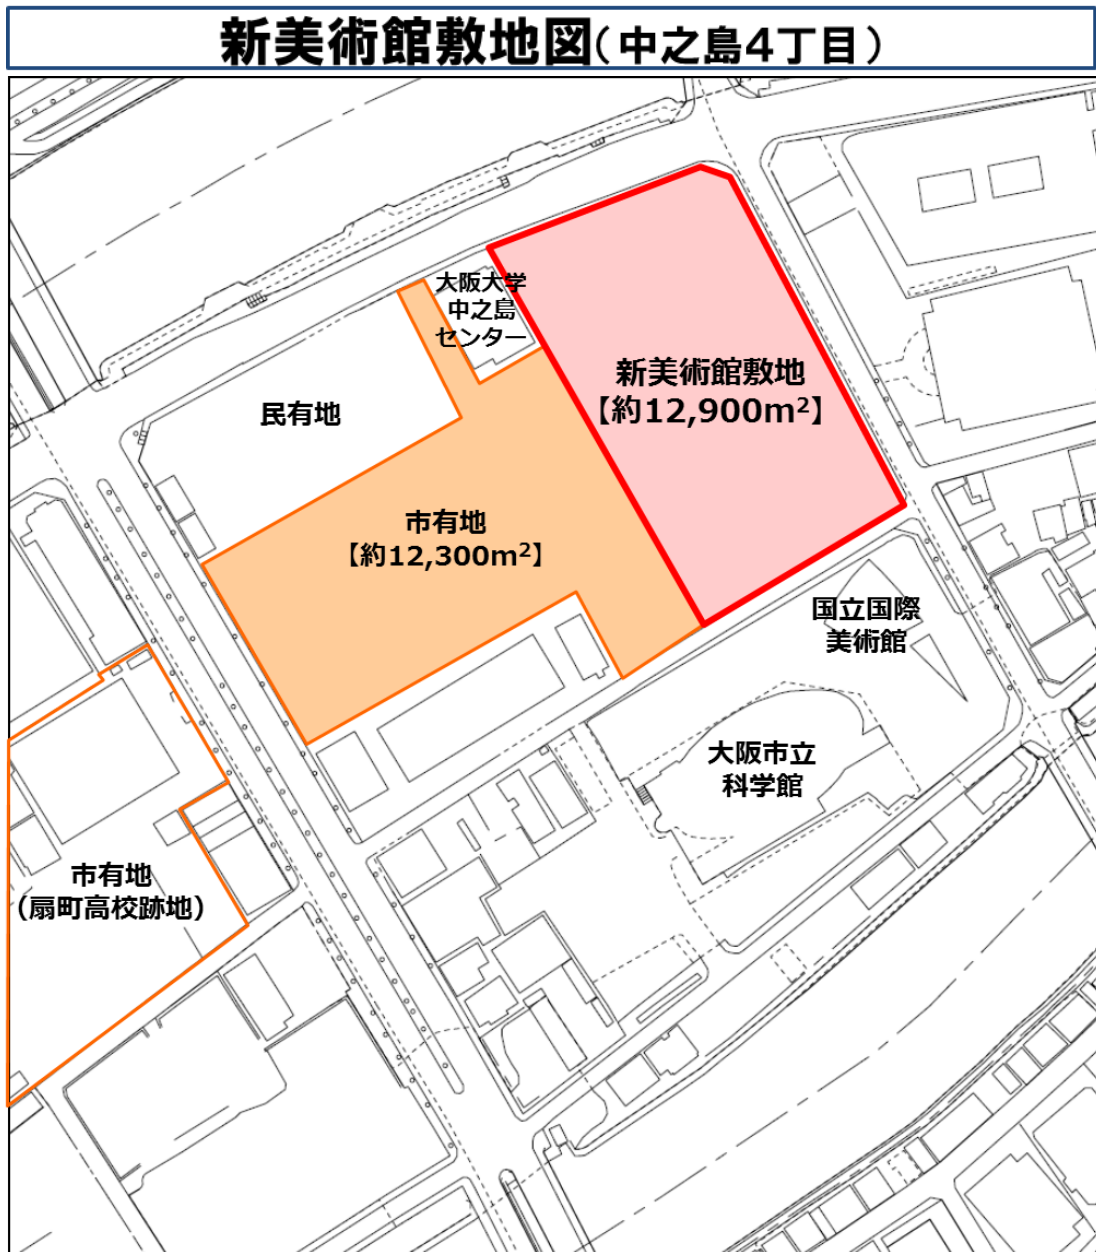 新美術館敷地図(中之島4丁目)
大阪大学
中之島
センター
新美術館敷地
【約12,900m²】
民有地
市有地
【約12,300m²】
国立国際
美術館
大阪市立
科学館
市有地
(扇町高校跡地)